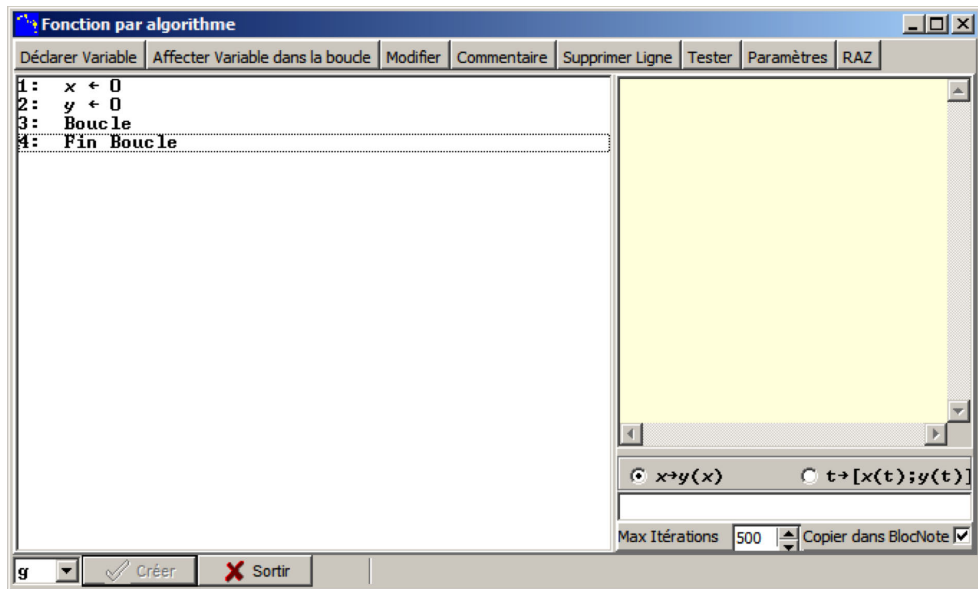 Fonction par algorithme
Déclarer Variable Affecter Variable dans la boucle Modifier Commentaire Supprimer Ligne Tester Paramètres RAZ
1: x ← 0
2: y ← 0
3: Boucle
4: Fin Boucle
x→y(x) t→[x(t);y(t)]
Max Itérations 500 Copier dans BlocNote
g Créer Sortir